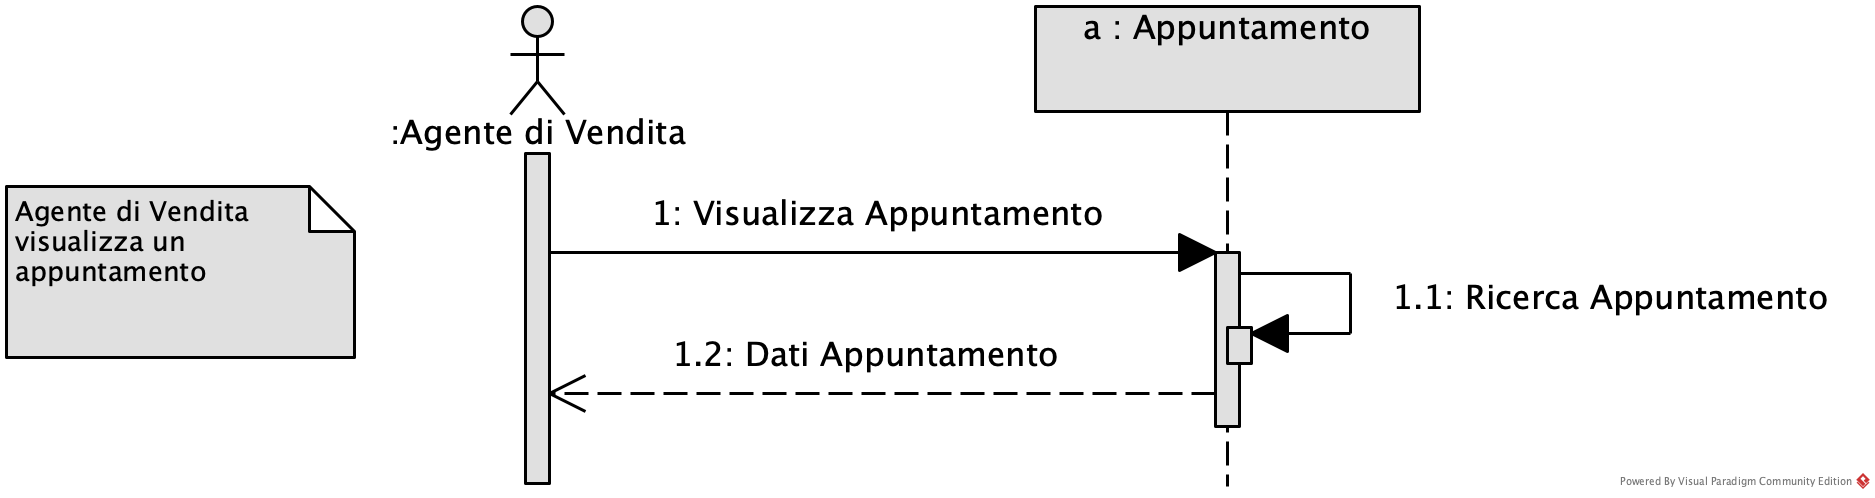 a : Appuntamento
:Agente di Vendita
Agente di Vendita
visualizza un
appuntamento
1: Visualizza Appuntamento
1.1: Ricerca Appuntamento
1.2: Dati Appuntamento
Powered By Visual Paradigm Community Edition